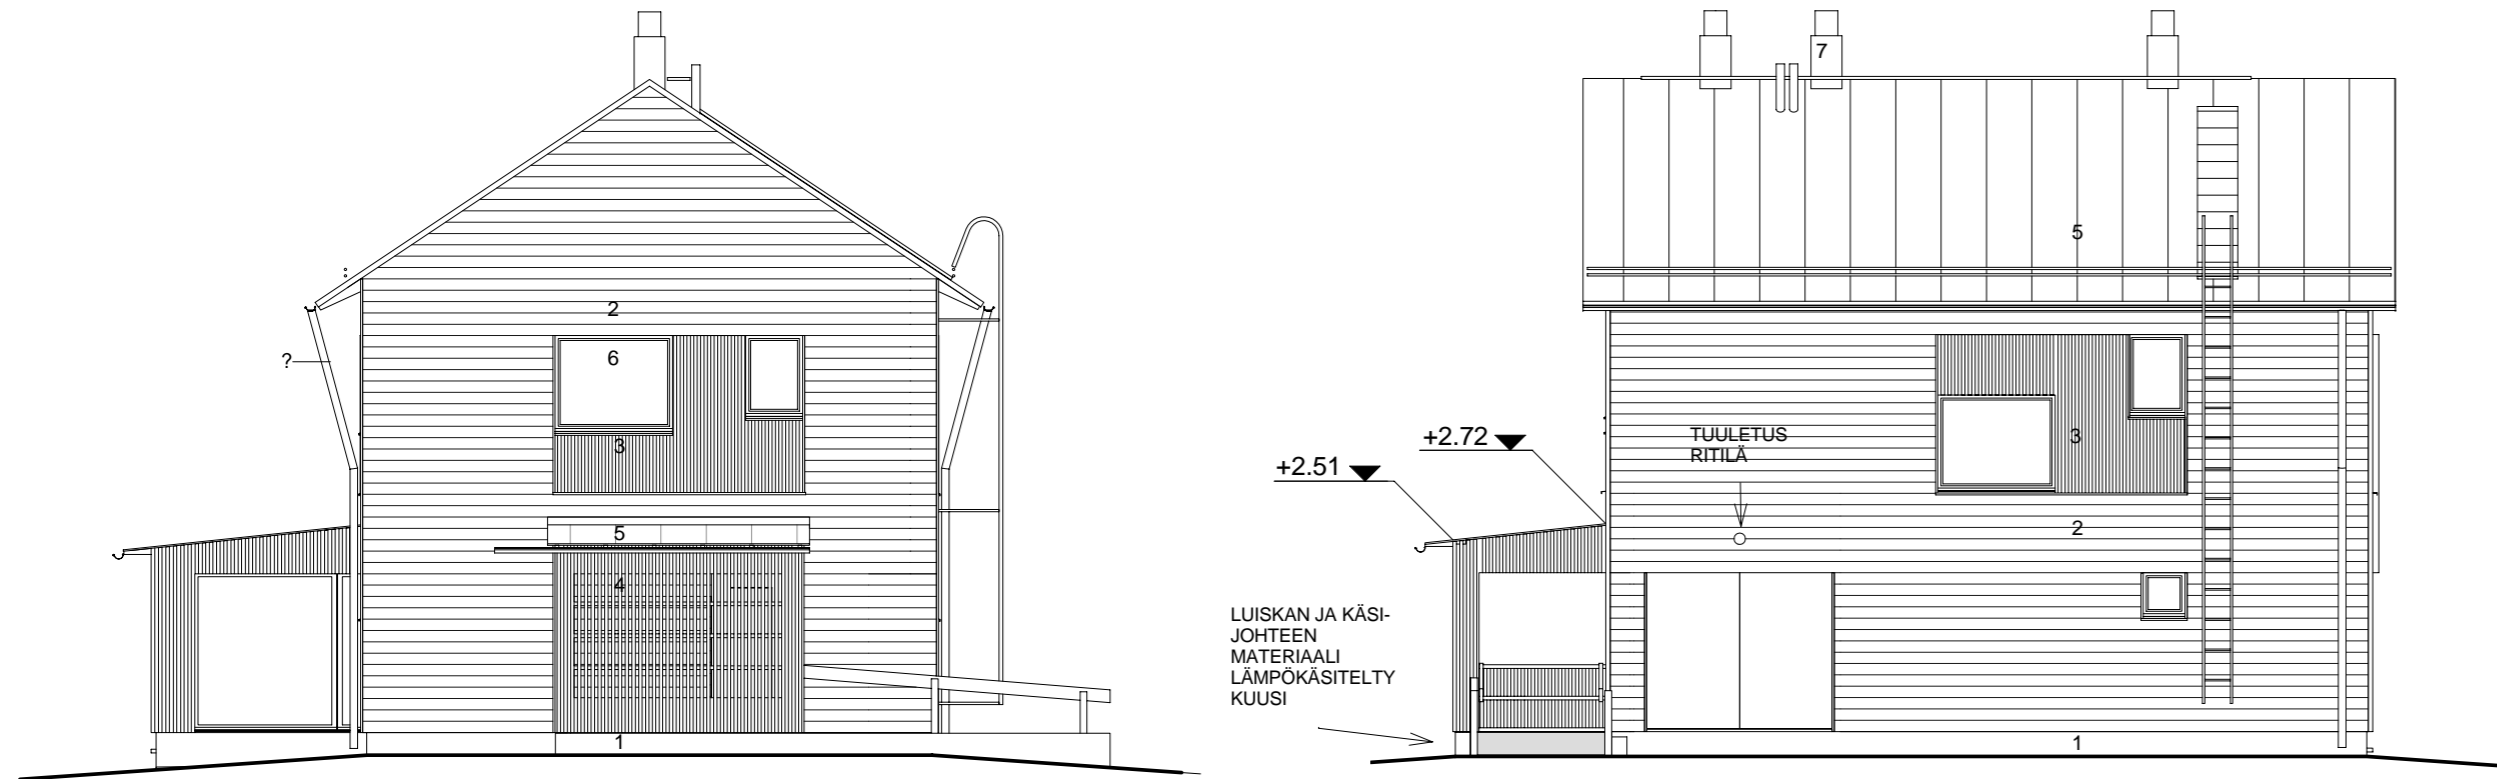 2
6
?
3
5
4
1
7
5
+2.72
TUULETUS
RITILÄ
3
+2.51
2
LUISKAN JA KÄSI-
JOHTEEN
MATERIAALI
LÄMPÖKÄSITELTY
KUUSI
1